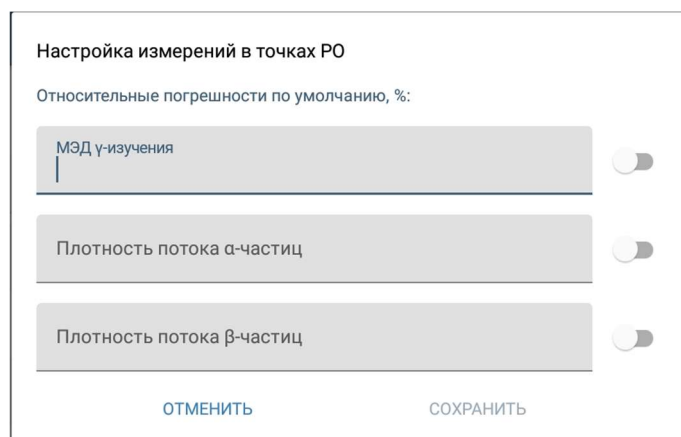 Настройка измерений в точках РО
Относительные погрешности по умолчанию, %:
МЭД γ-изучения
Плотность потока α-частиц
Плотность потока β-частиц
ОТМЕНИТЬ
СОХРАНИТЬ